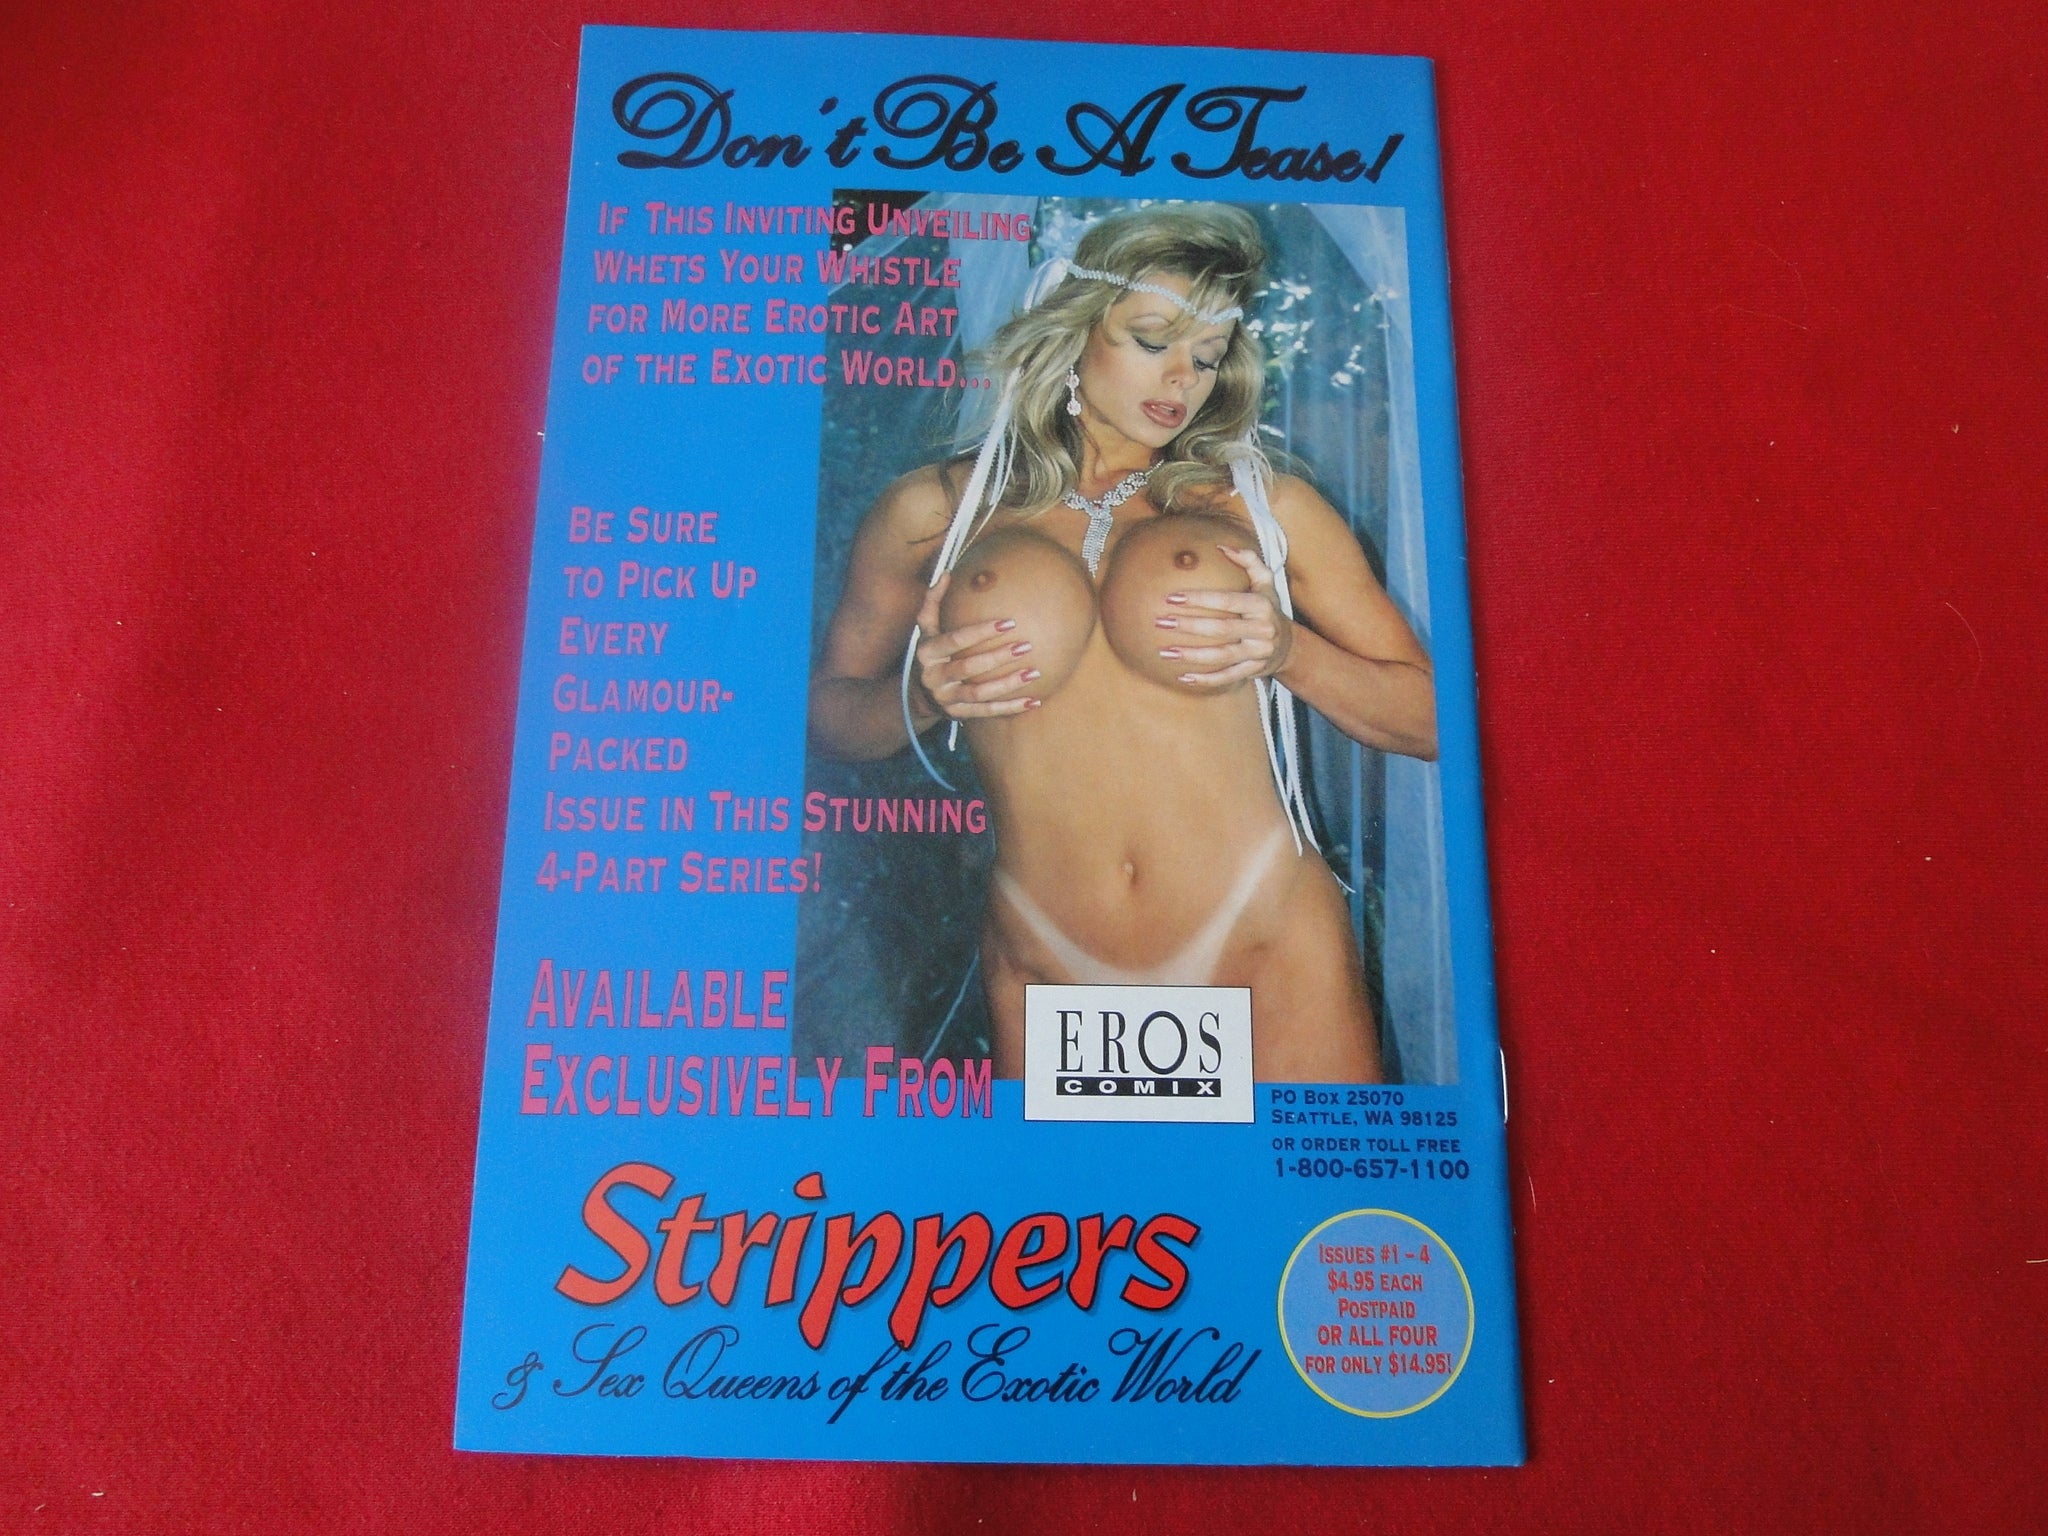 Don't Be A Tease!
IF THIS INVITING UNVEILING
WHETS YOUR WHISTLE
FOR MORE EROTIC ART
OF THE EXOTIC WORLD...
BE SURE
TO PICK UP
EVERY
GLAMOUR-
PACKED
ISSUE IN THIS STUNNING
4-PART SERIES!
AVAILABLE
EXCLUSIVELY FROM
EROS
COMIX
PO BOX 25070
SEATTLE, WA 98125
OR ORDER TOLL FREE
1-800-657-1100
Strippers
& Sex Queens of the Exotic World
ISSUES #1 – 4
$4.95 EACH
POSTPAID
OR ALL FOUR
FOR ONLY $14.95!